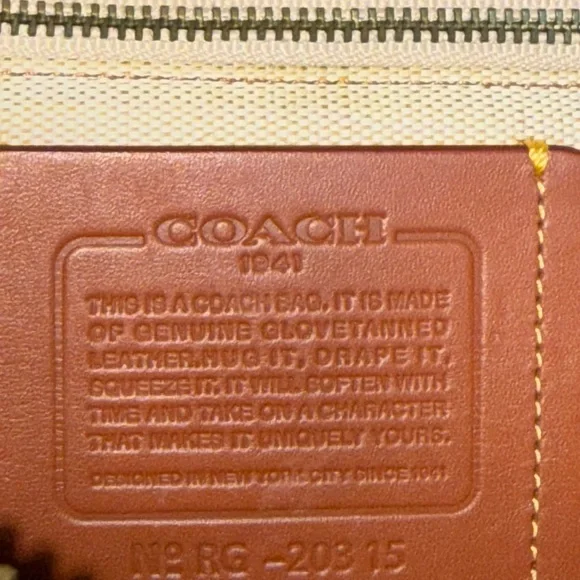 COACH
1941
THIS IS A COACH BAG. IT IS MADE
OF GENUINE GLOVETANNED
LEATHER. HUG IT, DRAPE IT,
SQUEEZE IT, IT WILL SOFTEN WITH
TIME AND TAKE ON A CHARACTER
THAT MAKES IT UNIQUELY YOURS.
DESIGNED IN NEW YORK CITY SINCE 1941
Nº RG -203 15